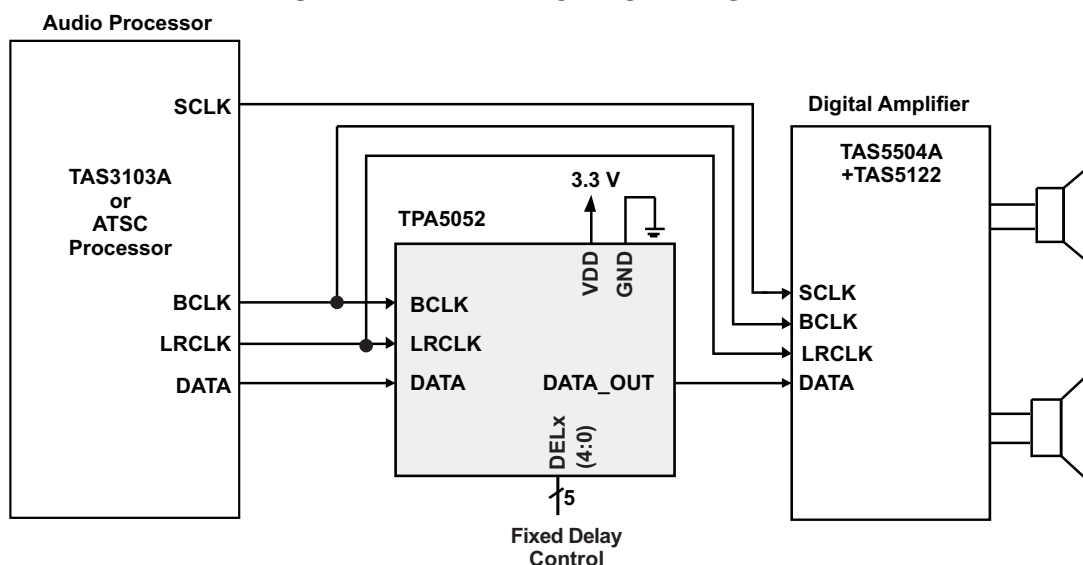 Audio Processor
SCLK
TAS3103A
or
ATSC
Processor
BCLK
LRCLK
DATA
TPA5052
3.3 V
VDD
GND
BCLK
LRCLK
DATA
DATA_OUT
DELx
(4:0)
5
Fixed Delay
Control
Digital Amplifier
TAS5504A
+TAS5122
SCLK
BCLK
LRCLK
DATA